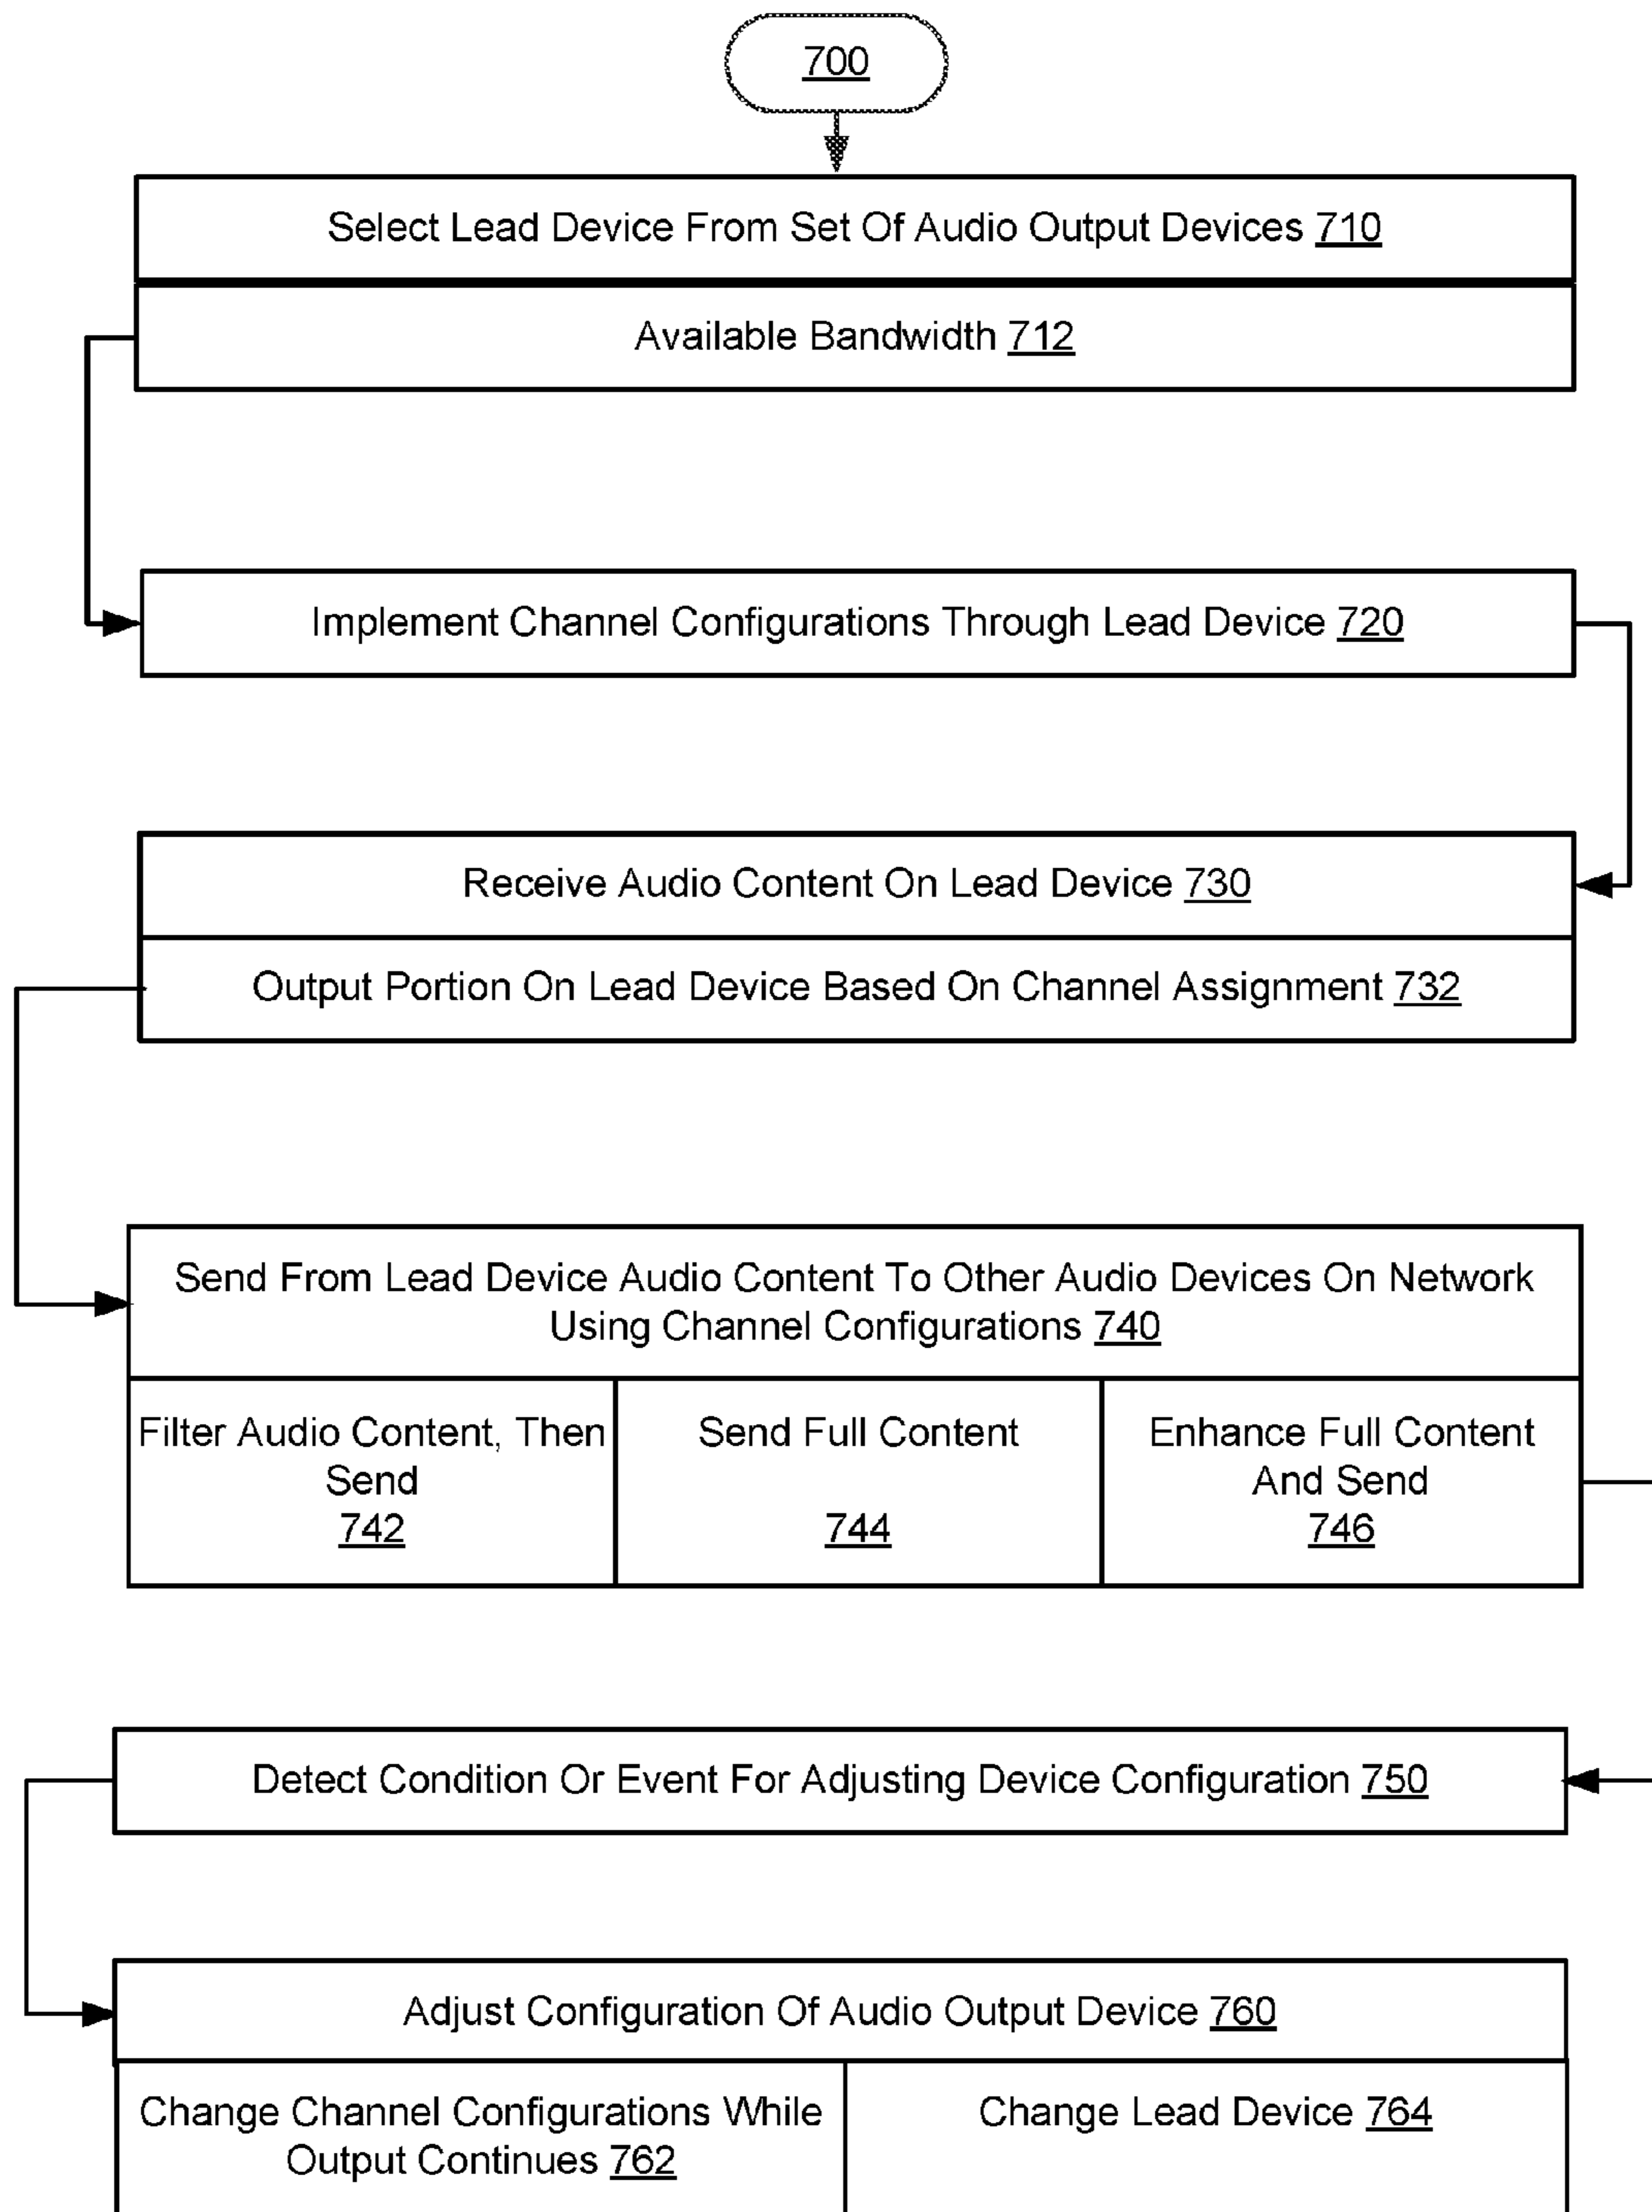 700
Select Lead Device From Set Of Audio Output Devices 710
Available Bandwidth 712
Implement Channel Configurations Through Lead Device 720
Receive Audio Content On Lead Device 730
Output Portion On Lead Device Based On Channel Assignment 732
Send From Lead Device Audio Content To Other Audio Devices On Network
Using Channel Configurations 740
Filter Audio Content, Then
Send
742
Send Full Content
744
Enhance Full Content
And Send
746
Detect Condition Or Event For Adjusting Device Configuration 750
Adjust Configuration Of Audio Output Device 760
Change Channel Configurations While
Output Continues 762
Change Lead Device 764